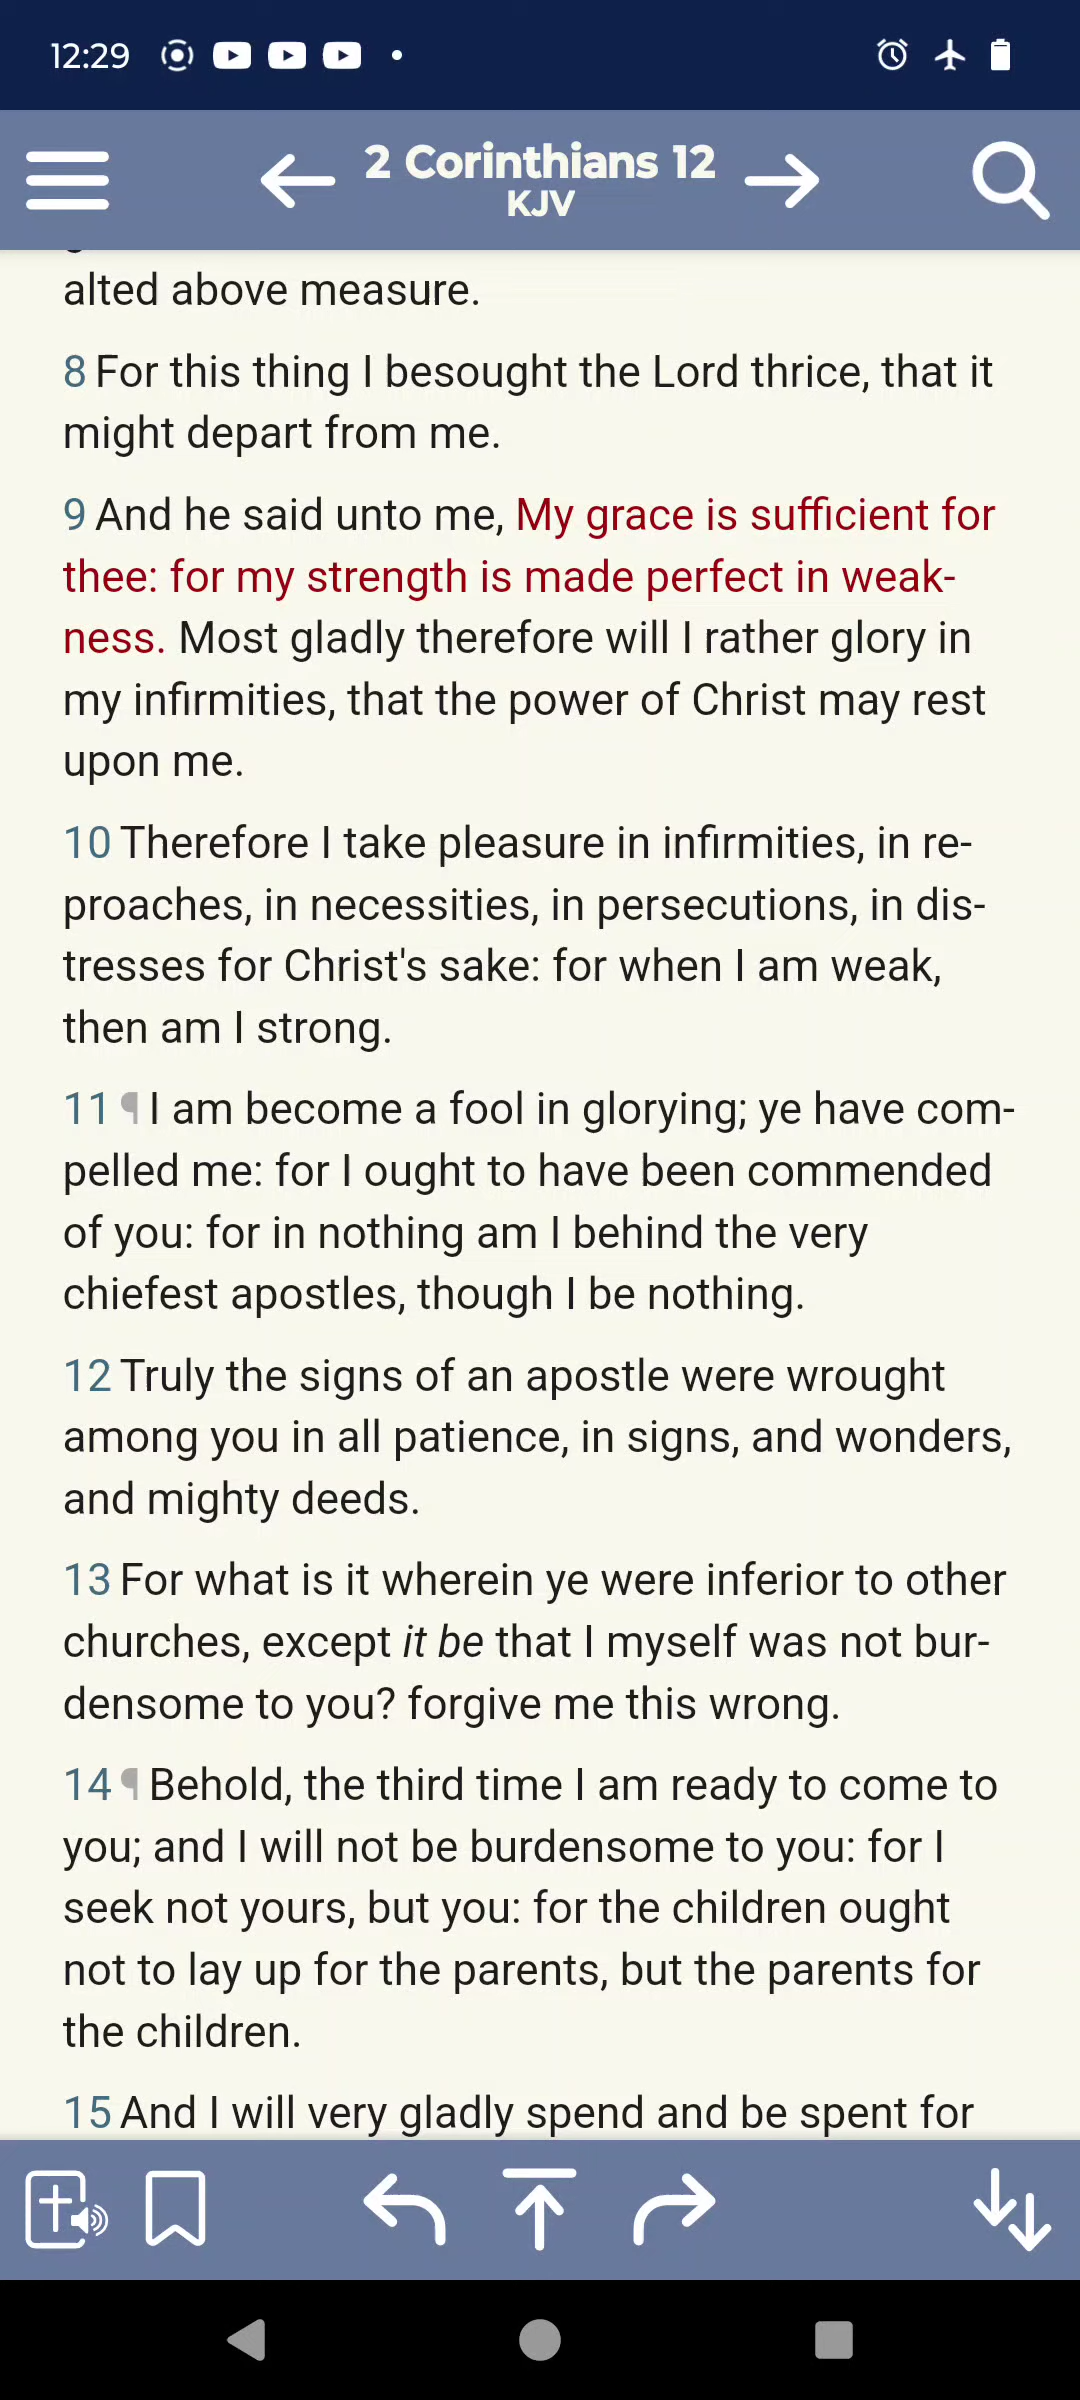 12:29
2 Corinthians 12
KJV
alted above measure.
8 For this thing I besought the Lord thrice, that it
might depart from me.
9 And he said unto me, My grace is sufficient for
thee: for my strength is made perfect in weak-
ness. Most gladly therefore will I rather glory in
my infirmities, that the power of Christ may rest
upon me.
10 Therefore I take pleasure in infirmities, in re-
proaches, in necessities, in persecutions, in dis-
tresses for Christ's sake: for when I am weak,
then am I strong.
11 ¶ I am become a fool in glorying; ye have com-
pelled me: for I ought to have been commended
of you: for in nothing am I behind the very
chiefest apostles, though I be nothing.
12 Truly the signs of an apostle were wrought
among you in all patience, in signs, and wonders,
and mighty deeds.
13 For what is it wherein ye were inferior to other
churches, except it be that I myself was not bur-
densome to you? forgive me this wrong.
14 ¶ Behold, the third time I am ready to come to
you; and I will not be burdensome to you: for I
seek not yours, but you: for the children ought
not to lay up for the parents, but the parents for
the children.
15 And I will very gladly spend and be spent for